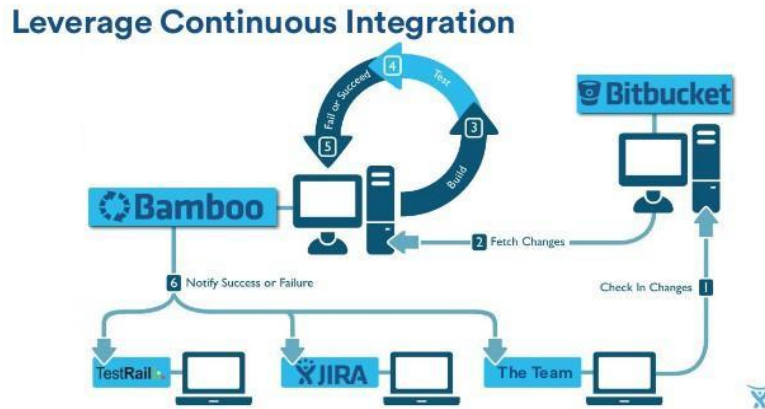 Leverage Continuous Integration
4
Test
Fail or Succeed
3
5
Build
Bitbucket
Bamboo
2 Fetch Changes
6 Notify Success or Failure
Check In Changes 1
TestRail
JIRA
The Team